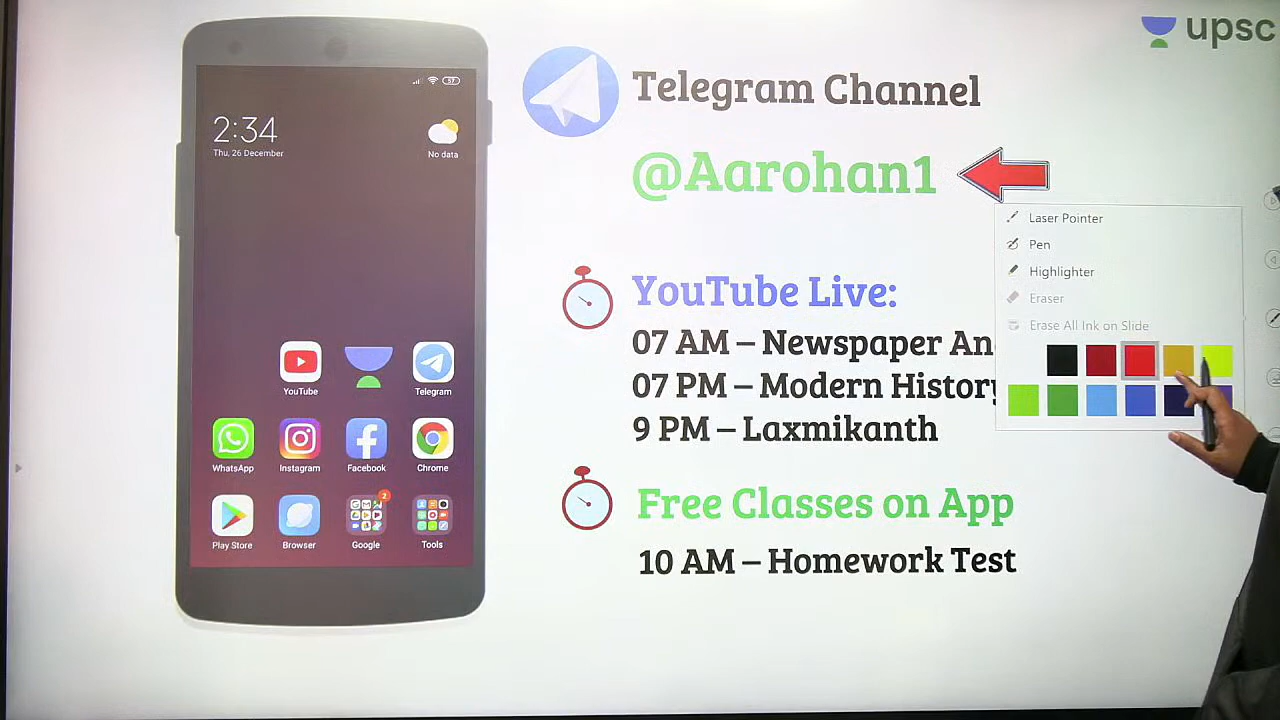 upsc
Telegram Channel
@Aarohan1
2:34
Thu, 26 December
No data
57
Laser Pointer
Pen
Highlighter
Eraser
Erase All Ink on Slide
YouTube Live:
07 AM – Newspaper An
07 PM – Modern History
9 PM – Laxmikanth
Free Classes on App
10 AM – Homework Test
YouTube
Telegram
WhatsApp
Instagram
Facebook
Chrome
2
Play Store
Browser
Google
Tools